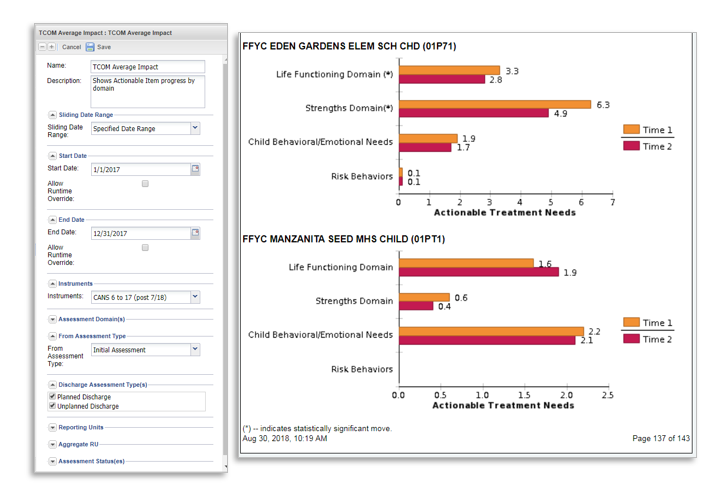 TCOM Average Impact : TCOM Average Impact
Cancel Save
Name: TCOM Average Impact
Description: Shows Actionable Item progress by
domain
Sliding Date Range
Sliding Date Specified Date Range
Range:
Start Date
Start Date: 1/1/2017
Allow
Runtime
Override:
End Date
End Date: 12/31/2017
Allow
Runtime
Override:
Instruments
Instruments: CANS 6 to 17 (post 7/18)
Assessment Domain(s)
From Assessment Type
From Initial Assessment
Assessment
Type:
Discharge Assessment Type(s)
Planned Discharge
Unplanned Discharge
Reporting Units
Aggregate RU
Assessment Status(es)
FFYC EDEN GARDENS ELEM SCH CHD (01P71)
Life Functioning Domain (*) 3.3
2.8
Strengths Domain(*) 6.3
4.9
Child Behavioral/Emotional Needs 1.9
1.7
Risk Behaviors 0.1
0.1
0 1 2 3 4 5 6 7
Actionable Treatment Needs
Time 1
Time 2
FFYC MANZANITA SEED MHS CHILD (01PT1)
Life Functioning Domain 1.6
1.9
Strengths Domain 0.6
0.4
Child Behavioral/Emotional Needs 2.2
2.1
Risk Behaviors
0.0 0.5 1.0 1.5 2.0 2.5
Actionable Treatment Needs
Time 1
Time 2
(*) -- indicates statistically significant move.
Aug 30, 2018, 10:19 AM Page 137 of 143